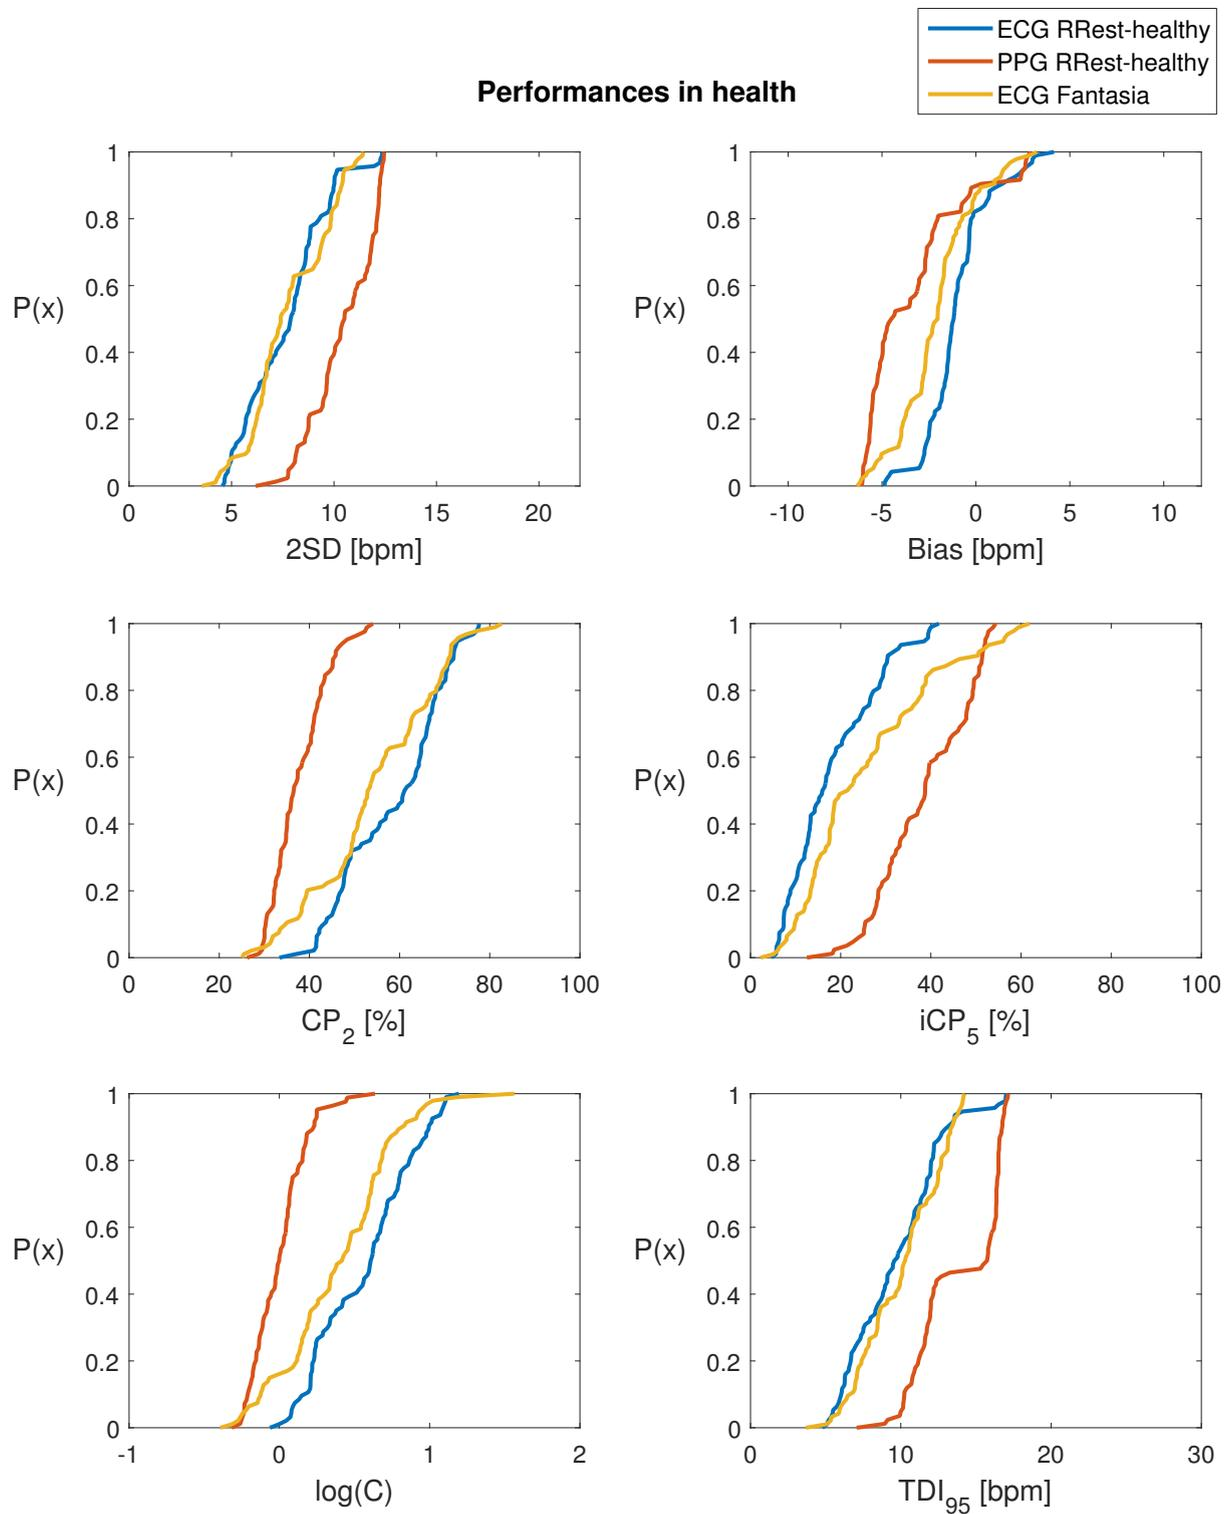 ECG RRest-healthy
PPG RRest-healthy
ECG Fantasia
Performances in health
1
0.8
0.6
0.4
0.2
0
P(x)
0 5 10 15 20
2SD [bpm]
1
0.8
0.6
0.4
0.2
0
P(x)
-10 -5 0 5 10
Bias [bpm]
1
0.8
0.6
0.4
0.2
0
P(x)
0 20 40 60 80 100
CP2 [%]
1
0.8
0.6
0.4
0.2
0
P(x)
0 20 40 60 80 100
iCP5 [%]
1
0.8
0.6
0.4
0.2
0
P(x)
-1 0 1 2
log(C)
1
0.8
0.6
0.4
0.2
0
P(x)
0 10 20 30
TDI95 [bpm]